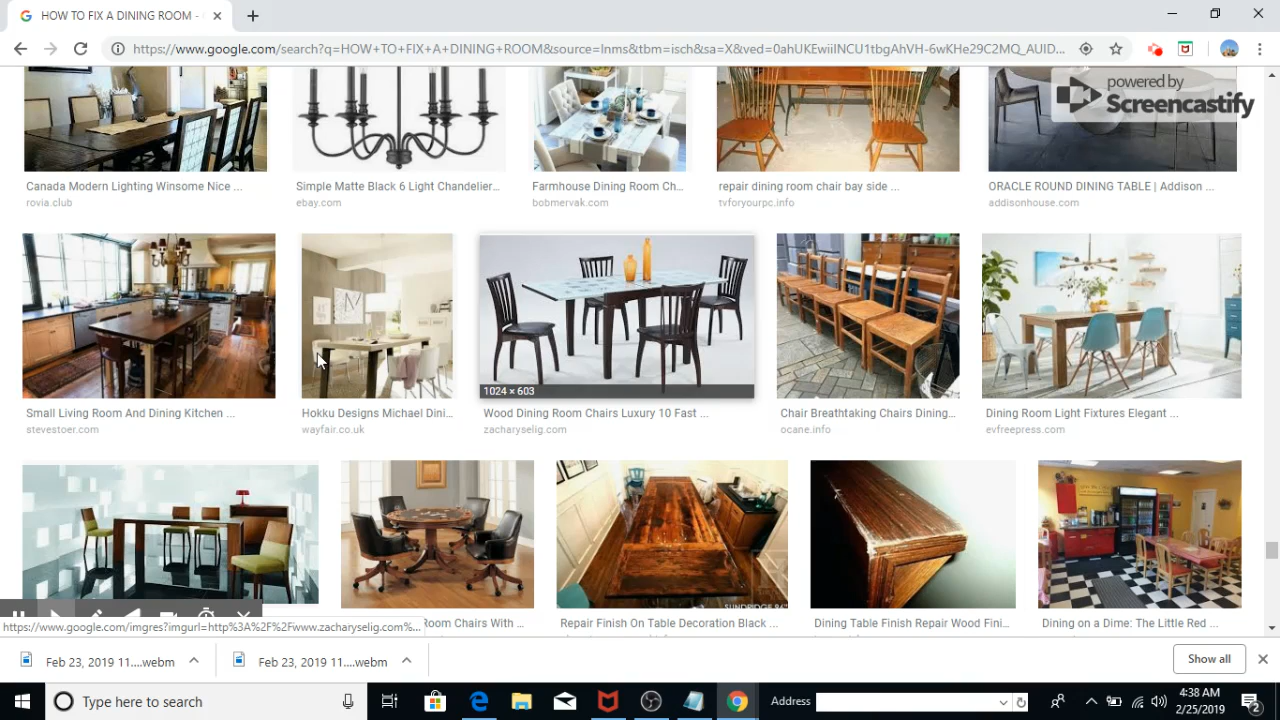 HOW TO FIX A DINING ROOM -
https://www.google.com/search?q=HOW+TO+FIX+A+DINING+ROOM&source=lnms&tbm=isch&sa=X&ved=0ahUKEwiilNCU1tbgAhVH-6wKHe29C2MQ_AUID...
powered by
Screencastify
Canada Modern Lighting Winsome Nice ...
rovia.club
Simple Matte Black 6 Light Chandelier...
ebay.com
Farmhouse Dining Room Ch...
bobmervak.com
repair dining room chair bay side ...
tvforyourpc.info
ORACLE ROUND DINING TABLE | Addison ...
addisonhouse.com
1024 × 603
Small Living Room And Dining Kitchen ...
stevestoer.com
Hokku Designs Michael Dini...
wayfair.co.uk
Wood Dining Room Chairs Luxury 10 Fast ...
zacharyselig.com
Chair Breathtaking Chairs Dining...
ocane.info
Dining Room Light Fixtures Elegant ...
evfreepress.com
SUNDRIDGE 96"
Room Chairs With ...
Repair Finish On Table Decoration Black ...
Dining Table Finish Repair Wood Fini...
Dining on a Dime: The Little Red ...
https://www.google.com/imgres?imgurl=http%3A%2F%2Fwww.zacharyselig.com%...
Feb 23, 2019 11....webm
Feb 23, 2019 11....webm
Show all
Type here to search
Address
4:38 AM
2/25/2019
2